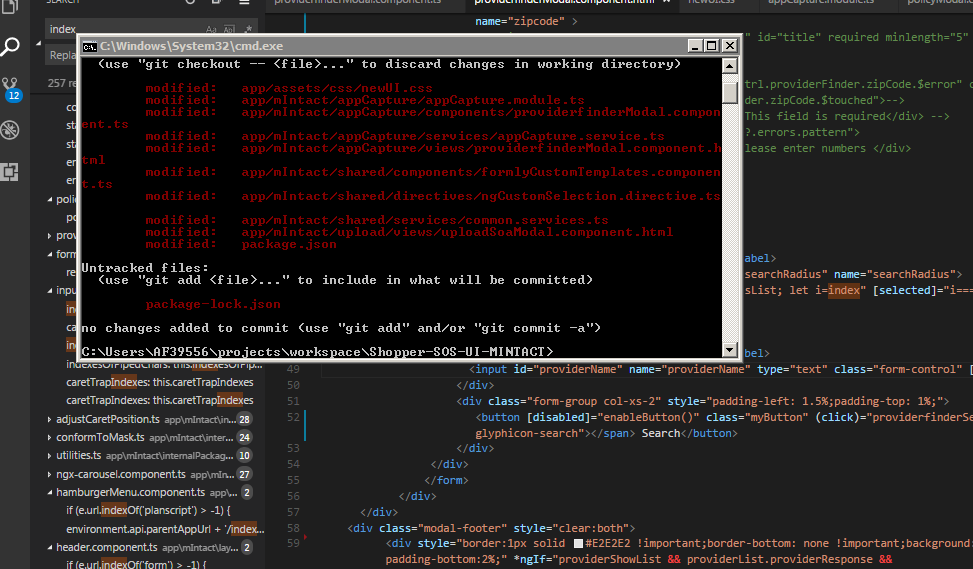 SEARCH
providerfinderModal.component.ts
providerfinderModal.component.html
newUI.css
appCapture.module.ts
index
257
name="zipcode" >
" id="title" required minlength="5"
trl.providerFinder.zipCode.$error"
der.zipCode.$touched">-->
This field is required</div> -->
?.errors.pattern">
lease enter numbers </div>
12
C:\Windows\System32\cmd.exe
(use "git checkout -- <file>..." to discard changes in working directory)
modified: app/assets/css/newUI.css
modified: app/mIntact/appCapture/appCapture.module.ts
modified: app/mIntact/appCapture/components/providerfinderModal.compon
ent.ts
modified: app/mIntact/appCapture/services/appCapture.service.ts
modified: app/mIntact/appCapture/views/providerfinderModal.component.h
tml
modified: app/mIntact/shared/components/formlyCustomTemplates.componen
t.ts
modified: app/mIntact/shared/directives/ngCustomSelection.directive.ts
modified: app/mIntact/shared/services/common.services.ts
modified: app/mIntact/upload/views/uploadSoaModal.component.html
modified: package.json
Untracked files:
(use "git add <file>..." to include in what will be committed)
package-lock.json
no changes added to commit (use "git add" and/or "git commit -a")
C:\Users\AF39556\projects\workspace\Shopper-SOS-UI-MINTACT>
abel>
searchRadius" name="searchRadius">
sList; let i=index" [selected]="i===
bel>
caretTrapIndexes: this.caretTrapIndexes
caretTrapIndexes: this.caretTrapIndexes
adjustCaretPosition.ts app\mIntact\in... 28
conformToMask.ts app\mIntact\inter... 24
utilities.ts app\mIntact\internalPackag... 10
ngx-carousel.component.ts app\mIn... 27
hamburgerMenu.component.ts app\... 2
if (e.url.indexOf('planscript') > -1) {
environment.api.parentAppUrl + '/index...
header.component.ts app\mIntact\lay... 2
if (e.url.indexOf('form') > -1) {
49 <input id="providerName" name="providerName" type="text" class="form-control" [
50 </div>
51 <div class="form-group col-xs-2" style="padding-left: 1.5%;padding-top: 1%;">
52 <button [disabled]="enableButton()" class="myButton" (click)="providerfinderSe
glyphicon-search"></span> Search</button>
53 </div>
54 </div>
55 </form>
56 </div>
57 </div>
58 <div class="modal-footer" style="clear:both">
59 <div style="border:1px solid #E2E2E2 !important;border-bottom: none !important;background:
padding-bottom:2%;" *ngIf="providerShowList && providerList.providerResponse &&